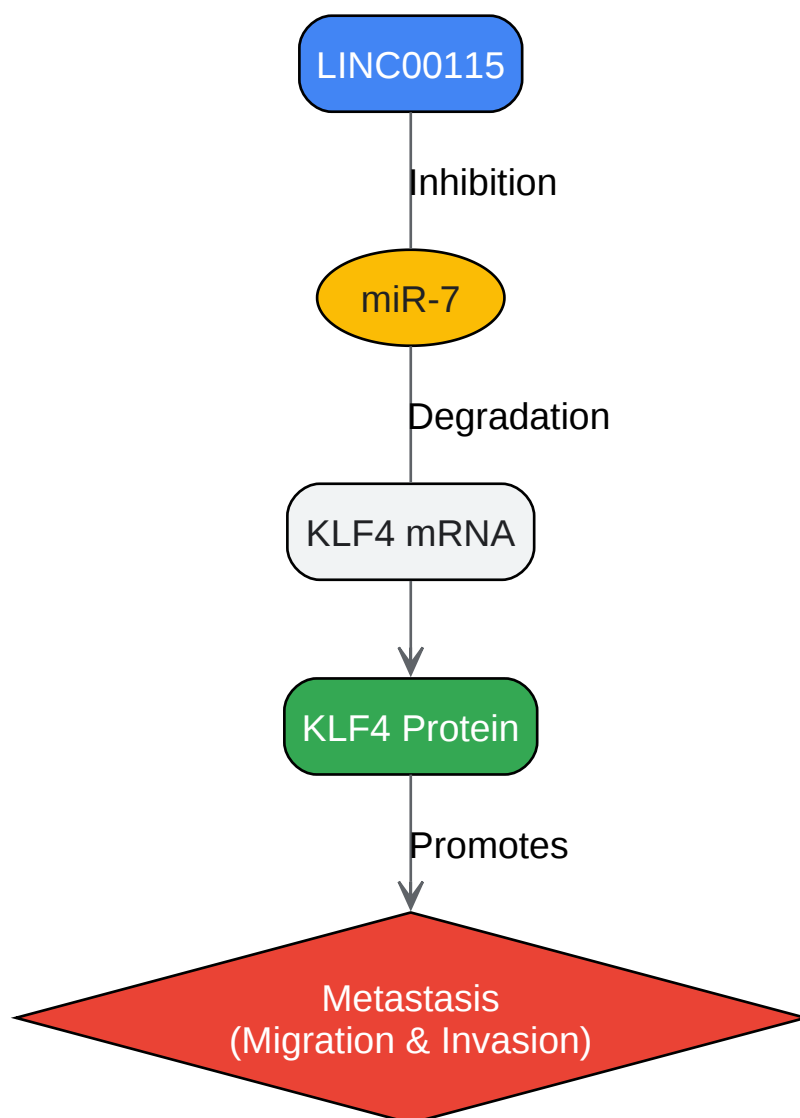 LINC00115
Inhibition
miR-7
Degradation
KLF4 mRNA
KLF4 Protein
Promotes
Metastasis
(Migration & Invasion)